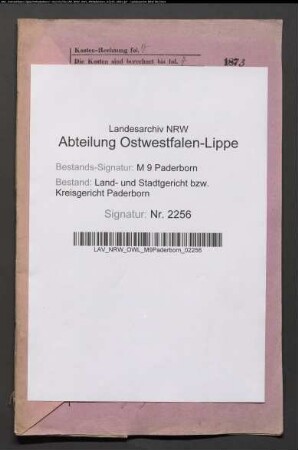 Kosten-Rechnung fol.
Die Kosten sind berechnet bis fol. 1873
Landesarchiv NRW
Abteilung Ostwestfalen-Lippe
Bestands-Signatur: M 9 Paderborn
Bestand: Land- und Stadtgericht bzw.
Kreisgericht Paderborn
Signatur: Nr. 2256
LAV_NRW_OWL_M9Paderborn_02256